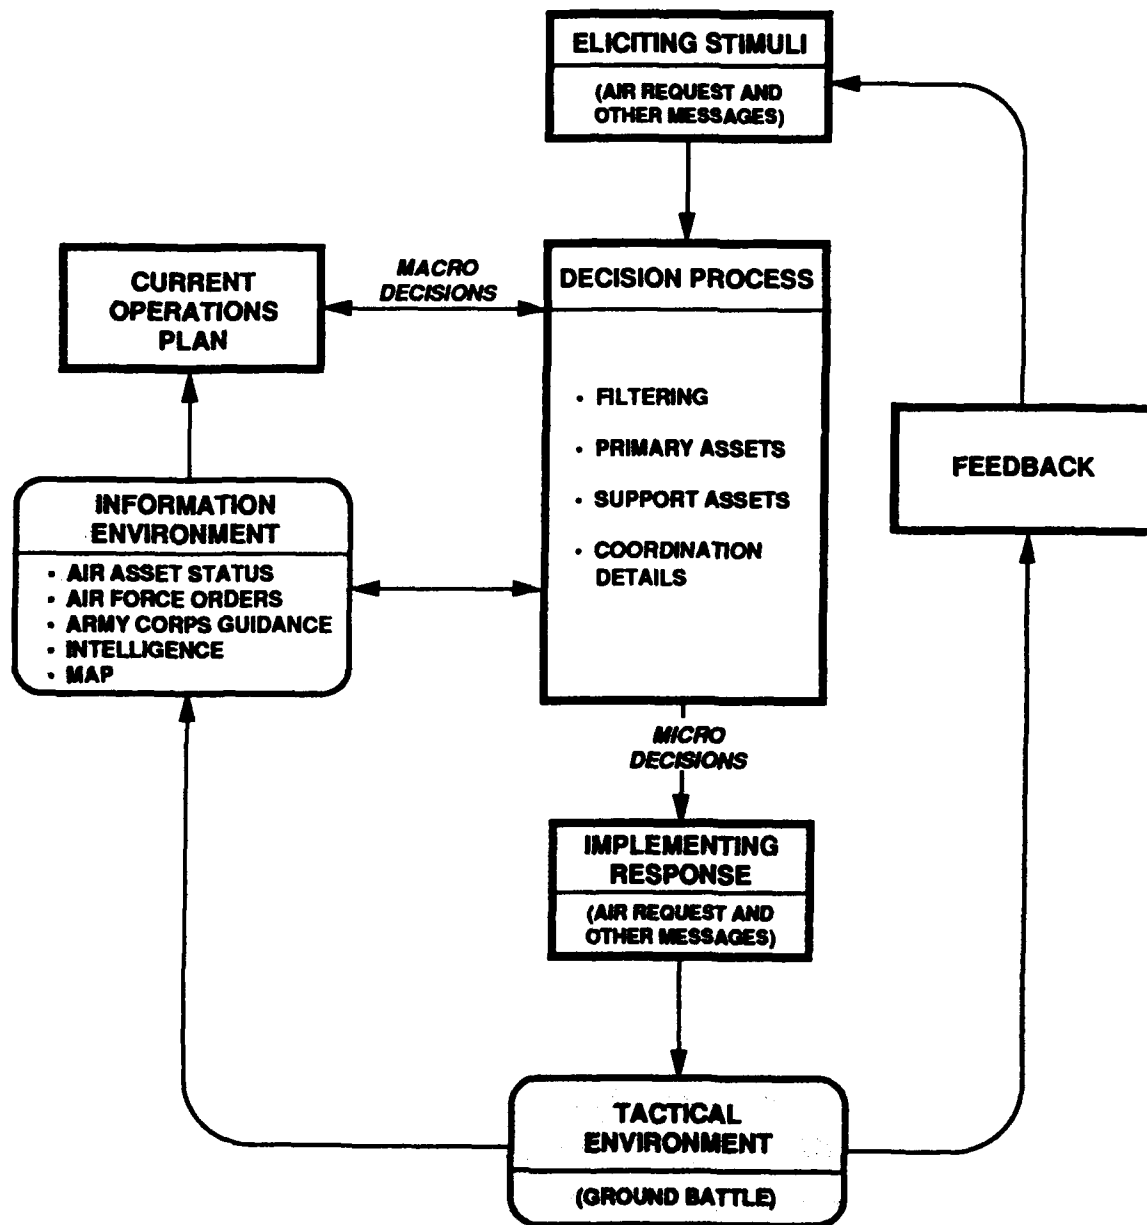 ELICITING STIMULI
(AIR REQUEST AND
OTHER MESSAGES)
CURRENT
OPERATIONS
PLAN
MACRO
DECISIONS
DECISION PROCESS
• FILTERING
• PRIMARY ASSETS
• SUPPORT ASSETS
• COORDINATION
DETAILS
FEEDBACK
INFORMATION
ENVIRONMENT
• AIR ASSET STATUS
• AIR FORCE ORDERS
• ARMY CORPS GUIDANCE
• INTELLIGENCE
• MAP
MICRO
DECISIONS
IMPLEMENTING
RESPONSE
(AIR REQUEST AND
OTHER MESSAGES)
TACTICAL
ENVIRONMENT
(GROUND BATTLE)